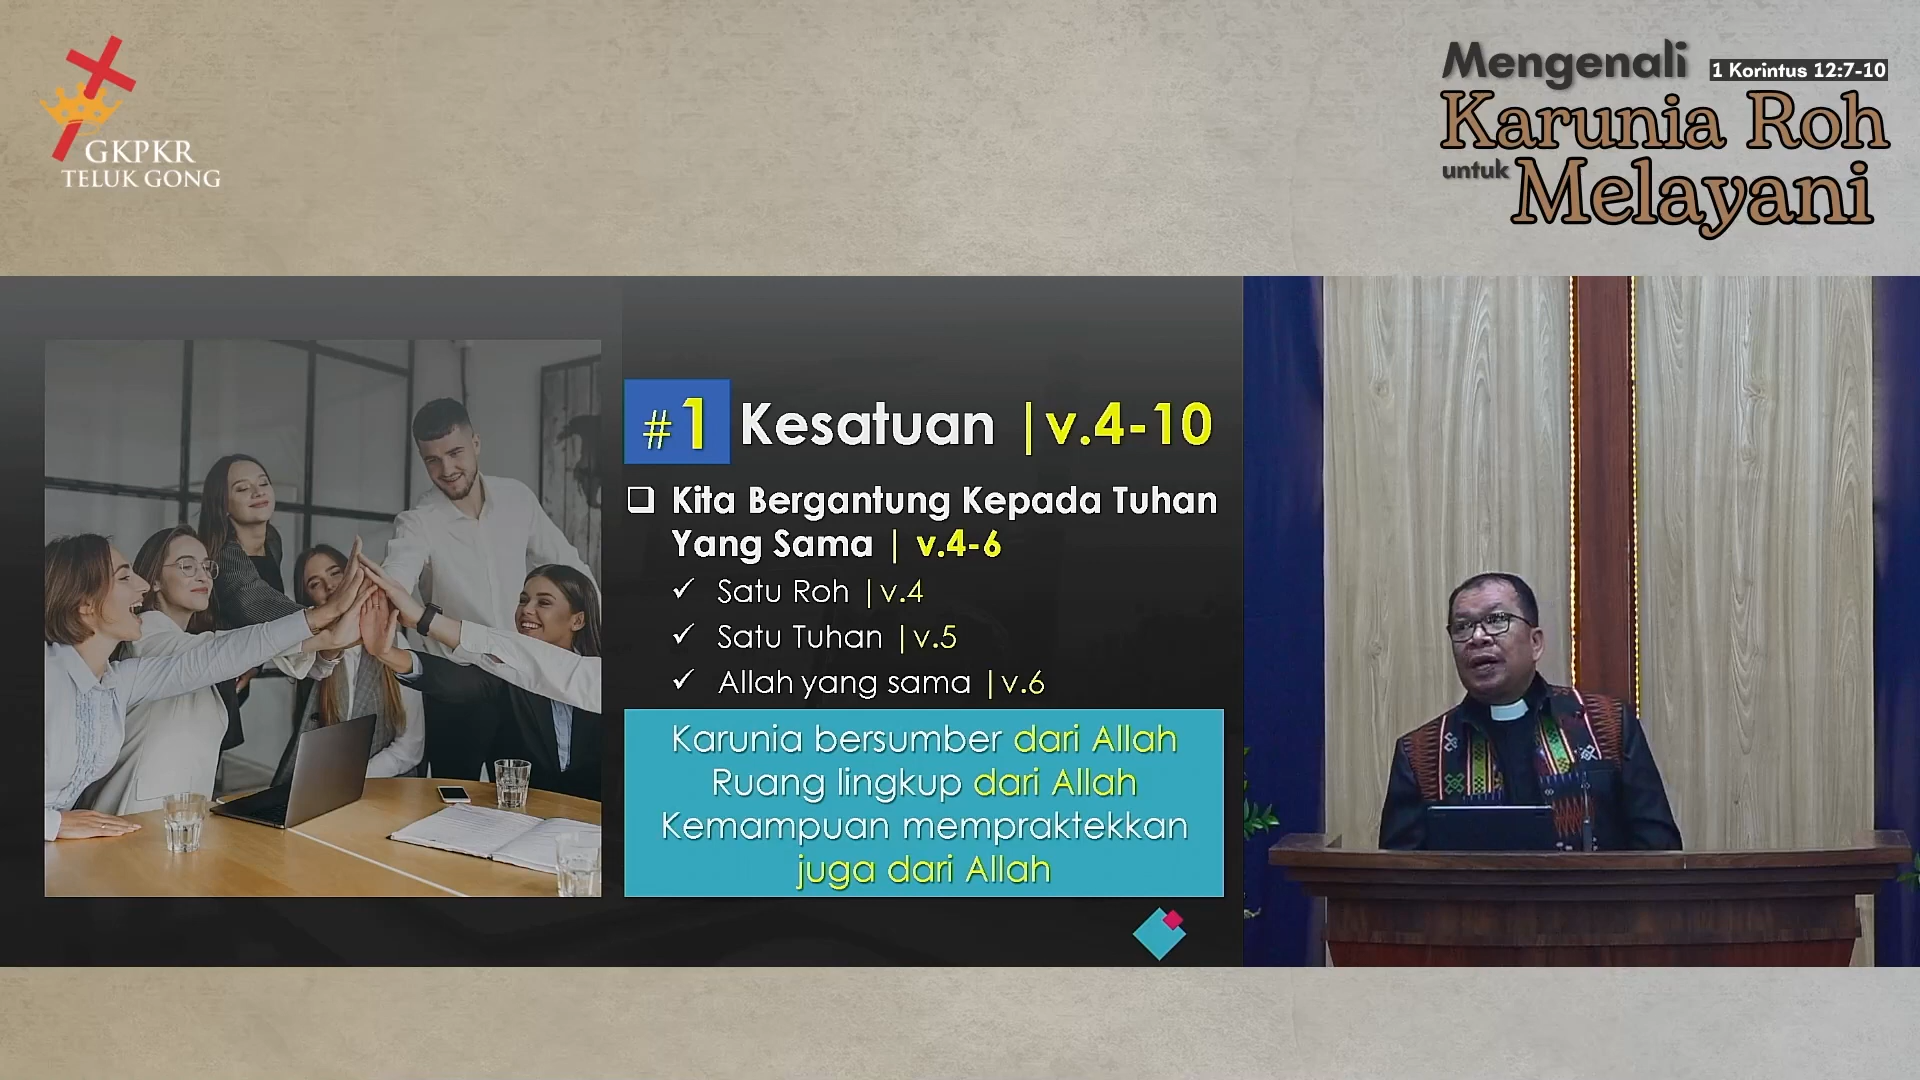 GKPKR
TELUK GONG
Mengenali
1 Korintus 12:7-10
Karunia Roh
untuk Melayani
#1 Kesatuan |v.4-10
Kita Bergantung Kepada Tuhan
Yang Sama | v.4-6
Satu Roh |v.4
Satu Tuhan |v.5
Allah yang sama |v.6
Karunia bersumber dari Allah
Ruang lingkup dari Allah
Kemampuan mempraktekkan
juga dari Allah